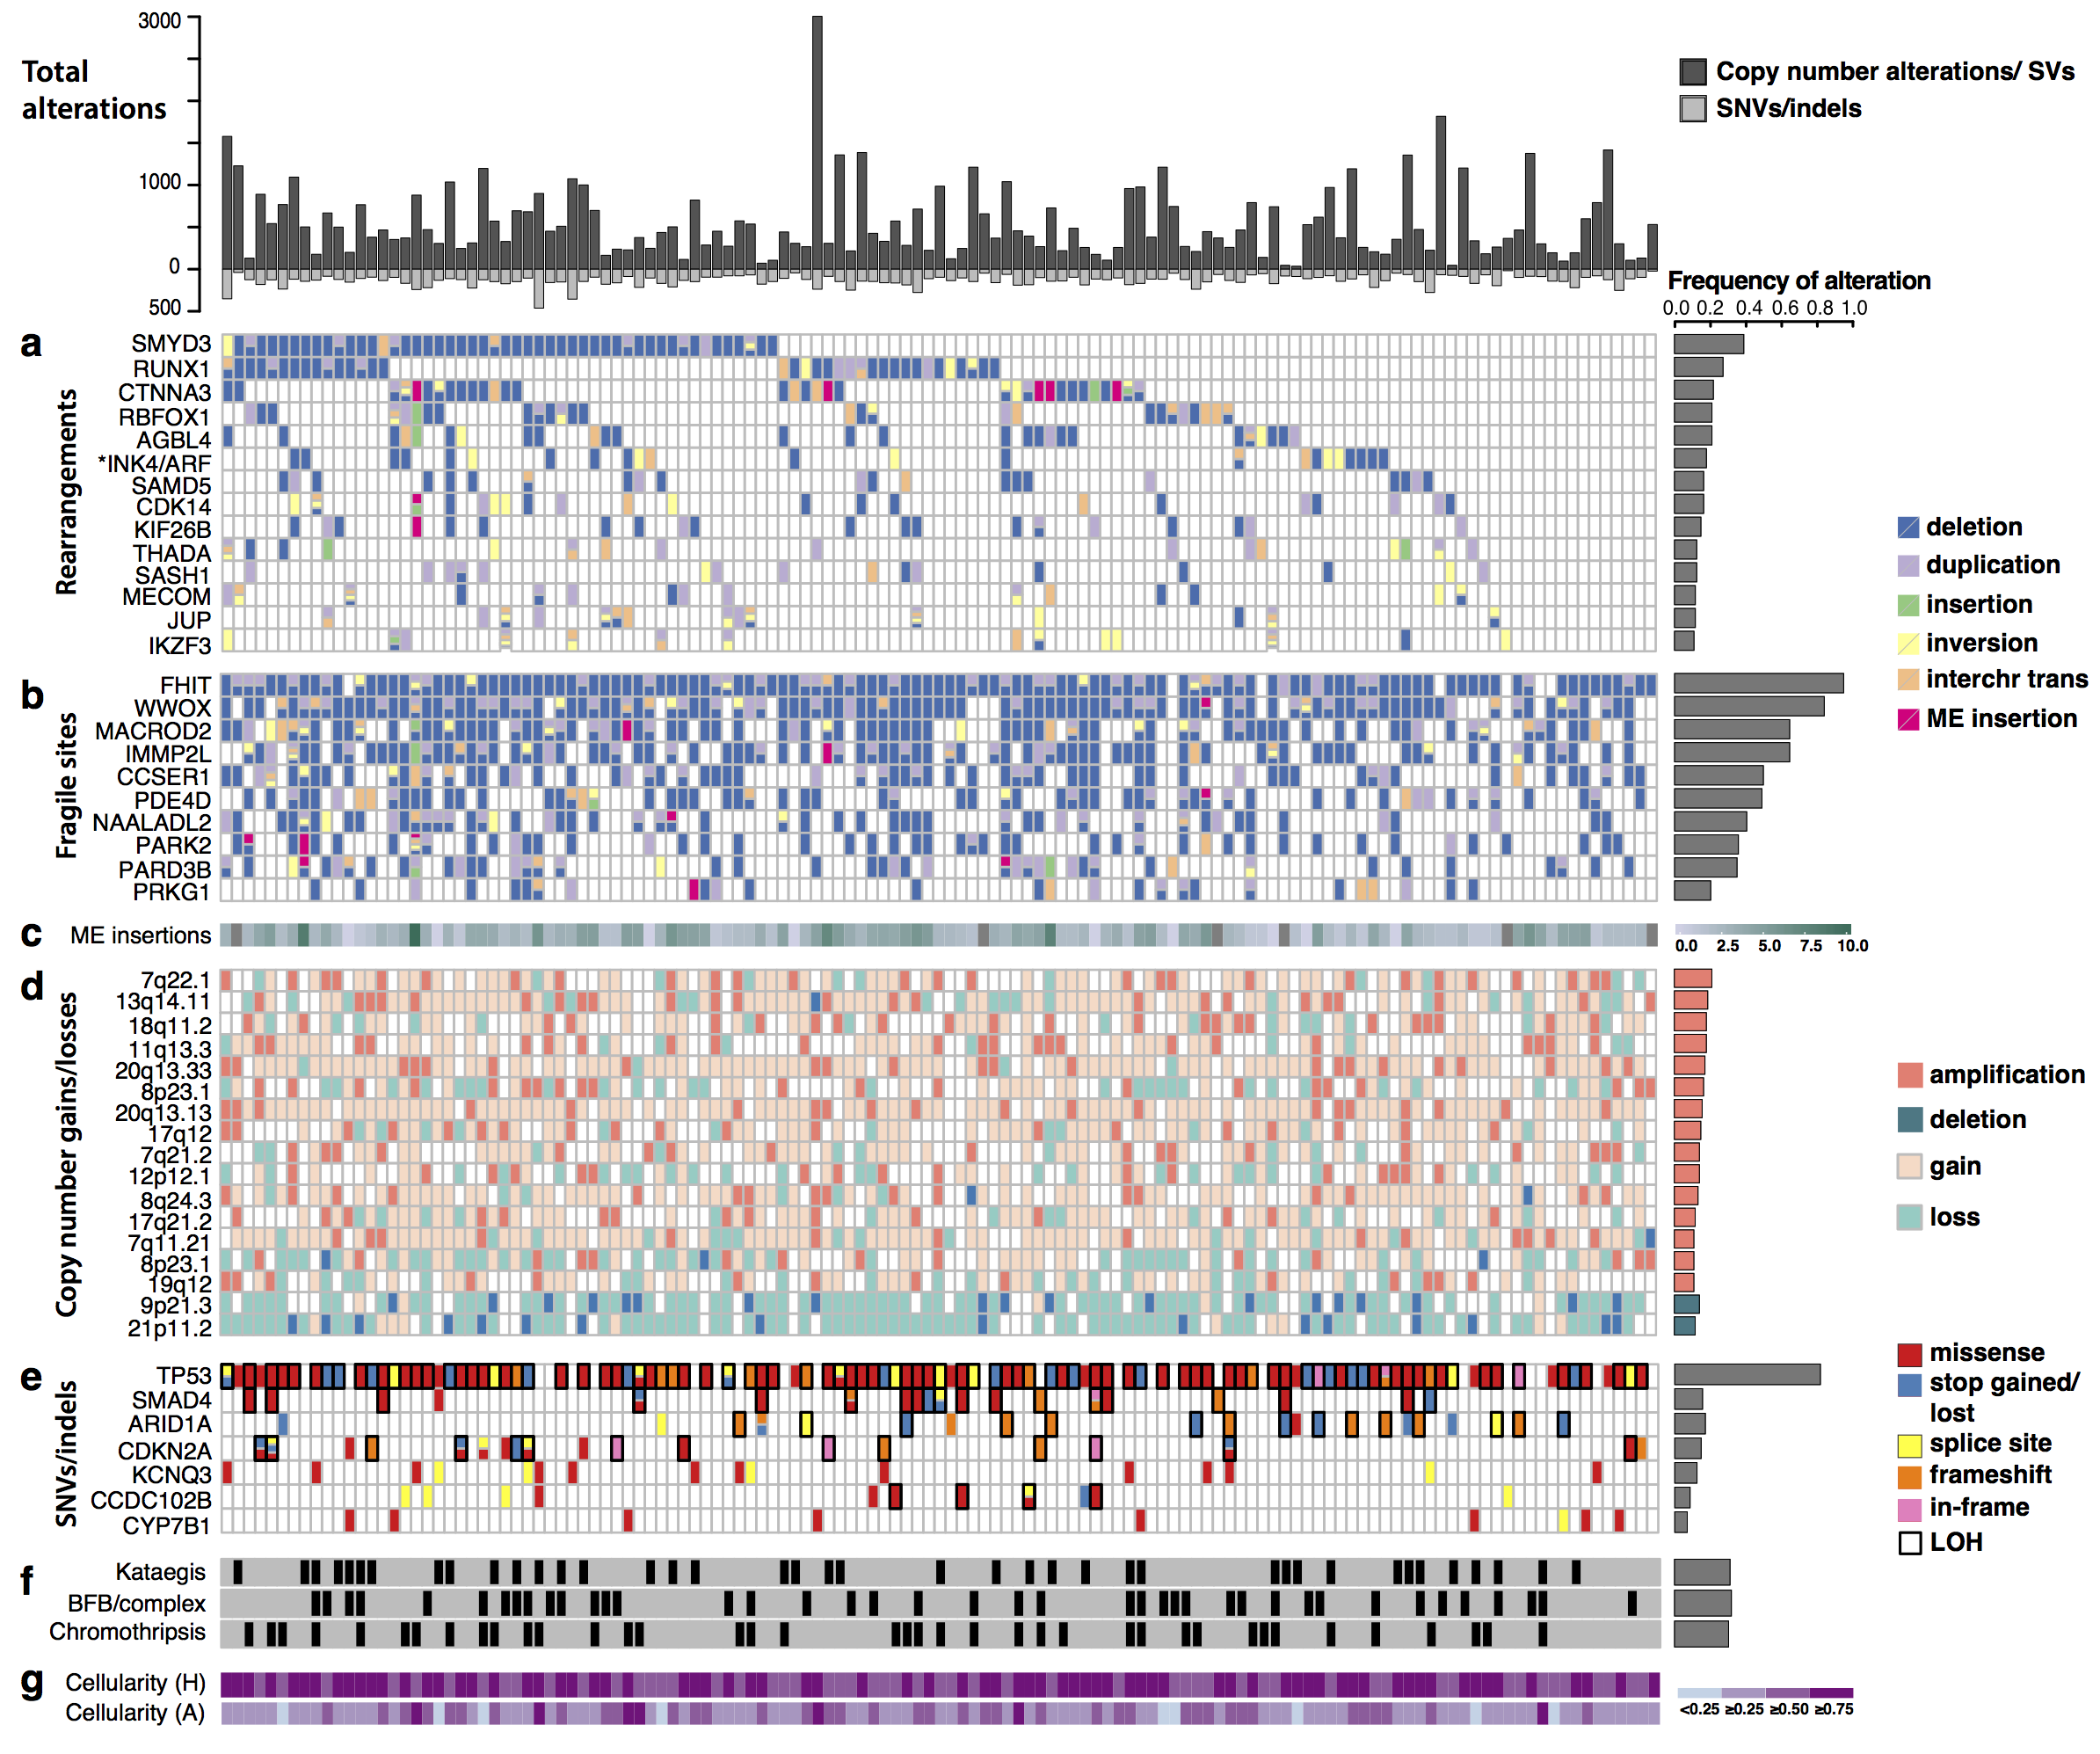 Total
alterations
3000
1000
0
500
Copy number alterations/ SVs
SNVs/indels
Frequency of alteration
0.0 0.2 0.4 0.6 0.8 1.0
a
Rearrangements
SMYD3
RUNX1
CTNNA3
RBFOX1
AGBL4
*INK4/ARF
SAMD5
CDK14
KIF26B
THADA
SASH1
MECOM
JUP
IKZF3
deletion
duplication
insertion
inversion
interchr trans
ME insertion
b
Fragile sites
FHIT
WWOX
MACROD2
IMMP2L
CCSER1
PDE4D
NAALADL2
PARK2
PARD3B
PRKG1
c
ME insertions
0.0 2.5 5.0 7.5 10.0
d
Copy number gains/losses
7q22.1
13q14.11
18q11.2
11q13.3
20q13.33
8p23.1
20q13.13
17q12
7q21.2
12p12.1
8q24.3
17q21.2
7q11.21
8p23.1
19q12
9p21.3
21p11.2
amplification
deletion
gain
loss
e
SNVs/indels
TP53
SMAD4
ARID1A
CDKN2A
KCNQ3
CCDC102B
CYP7B1
missense
stop gained/
lost
splice site
frameshift
in-frame
LOH
f
Kataegis
BFB/complex
Chromothripsis
g
Cellularity (H)
Cellularity (A)
<0.25 ≥0.25 ≥0.50 ≥0.75